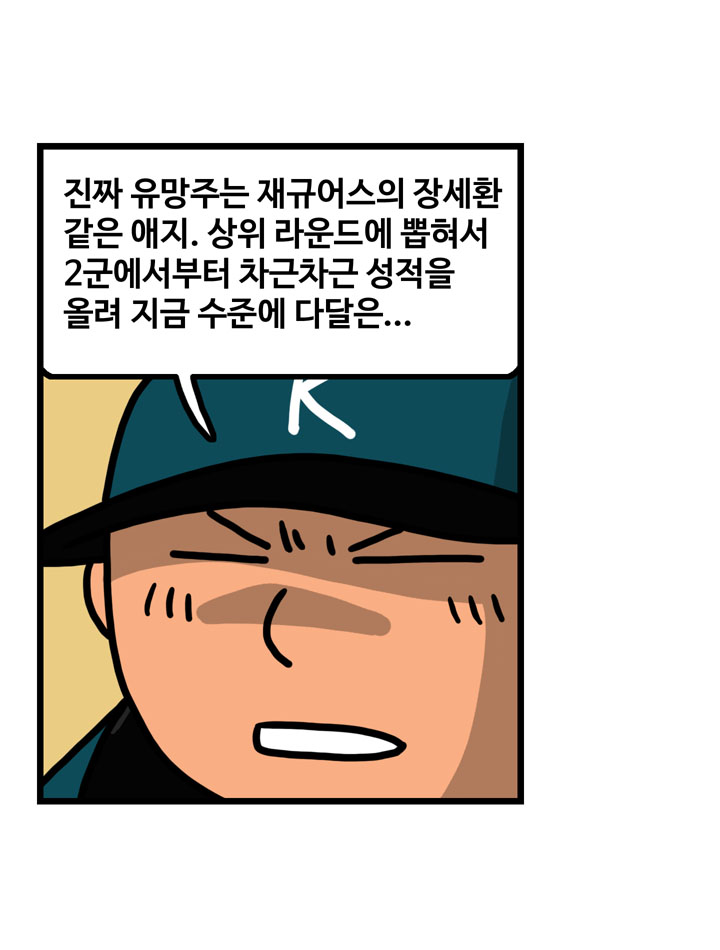 진짜 유망주는 재규어스의 장세환
같은 애지. 상위 라운드에 뽑혀서
2군에서부터 차근차근 성적을
올려 지금 수준에 다달은...
K